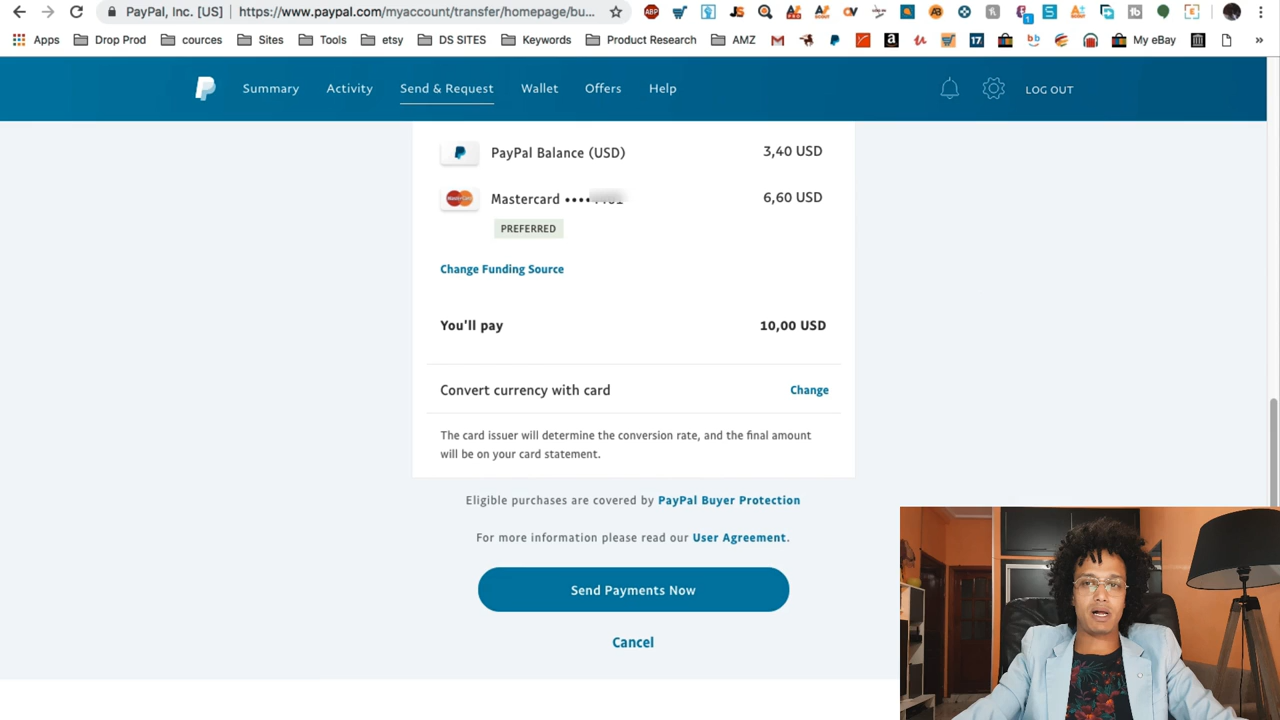 PayPal, Inc. [US] https://www.paypal.com/myaccount/transfer/homepage/bu...
Apps Drop Prod cources Sites Tools etsy DS SITES Keywords Product Research AMZ My eBay »
Summary Activity Send & Request Wallet Offers Help LOG OUT
PayPal Balance (USD) 3,40 USD
Mastercard •••• 6,60 USD
PREFERRED
Change Funding Source
You'll pay 10,00 USD
Convert currency with card Change
The card issuer will determine the conversion rate, and the final amount
will be on your card statement.
Eligible purchases are covered by PayPal Buyer Protection
For more information please read our User Agreement.
Send Payments Now
Cancel